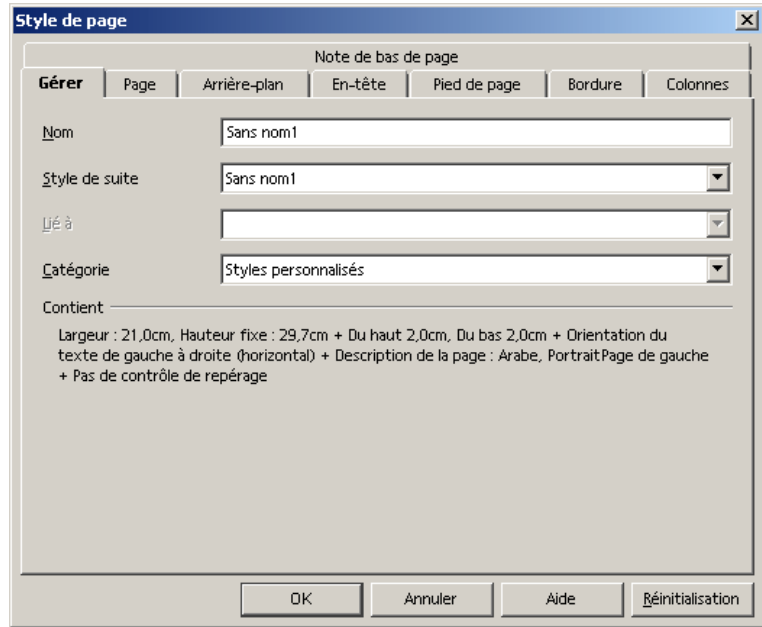 Style de page
Note de bas de page
Gérer Page Arrière-plan En-tête Pied de page Bordure Colonnes
Nom Sans nom1
Style de suite Sans nom1
Lié à
Catégorie Styles personnalisés
Contient
Largeur : 21,0cm, Hauteur fixe : 29,7cm + Du haut 2,0cm, Du bas 2,0cm + Orientation du
texte de gauche à droite (horizontal) + Description de la page : Arabe, PortraitPage de gauche
+ Pas de contrôle de repérage
OK Annuler Aide Réinitialisation